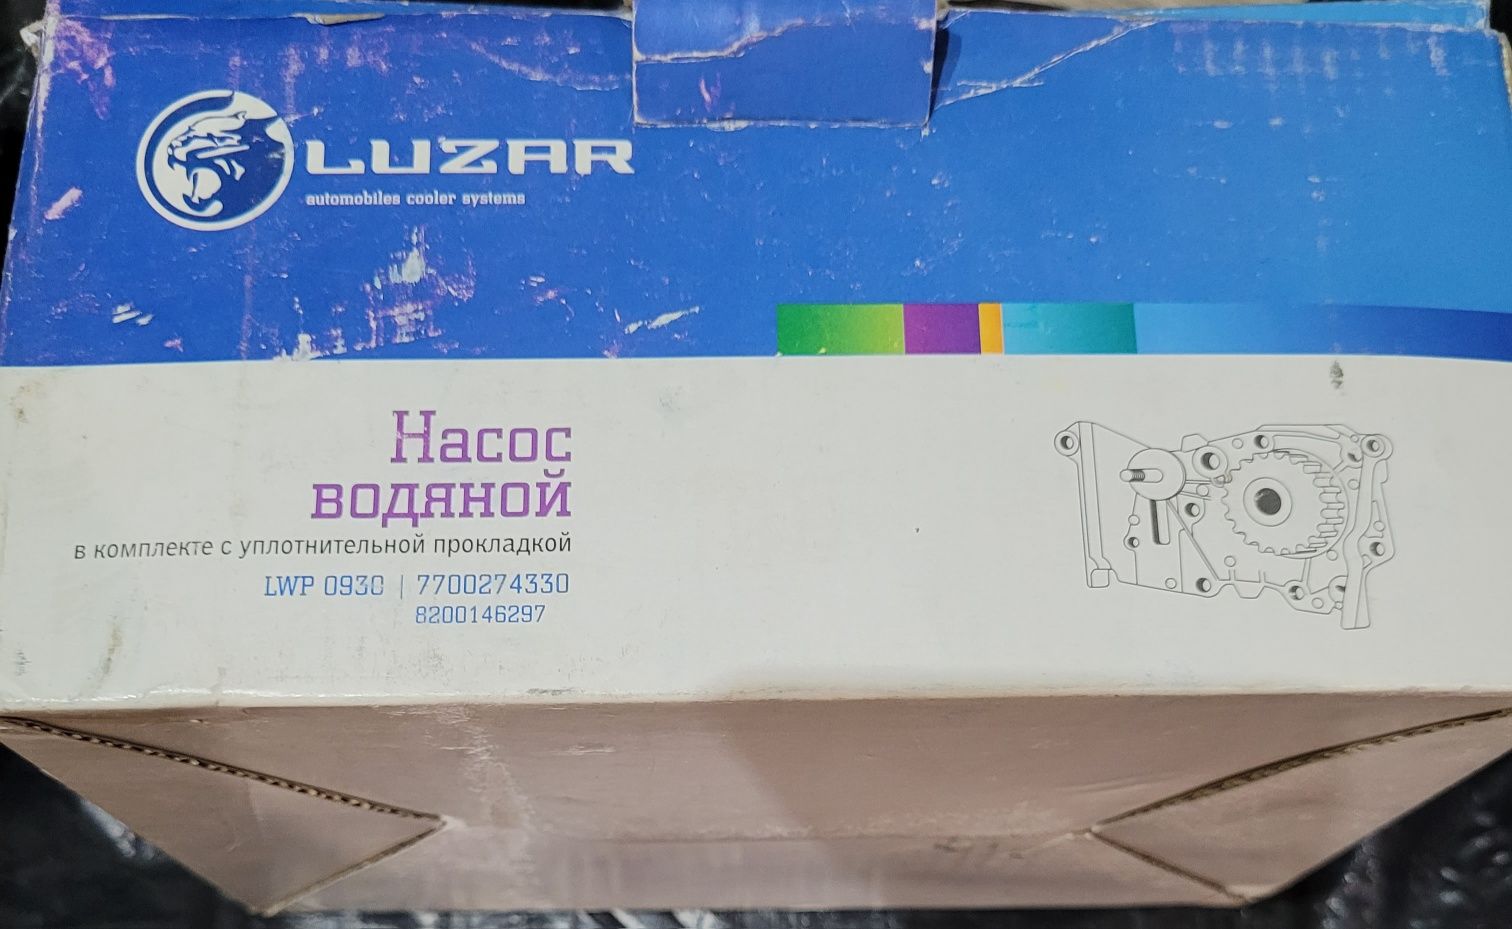 LUZAR
automobiles cooler systems
Насос
водяной
в комплекте с уплотнительной прокладкой
LWP 0930 | 7700274330
8200146297